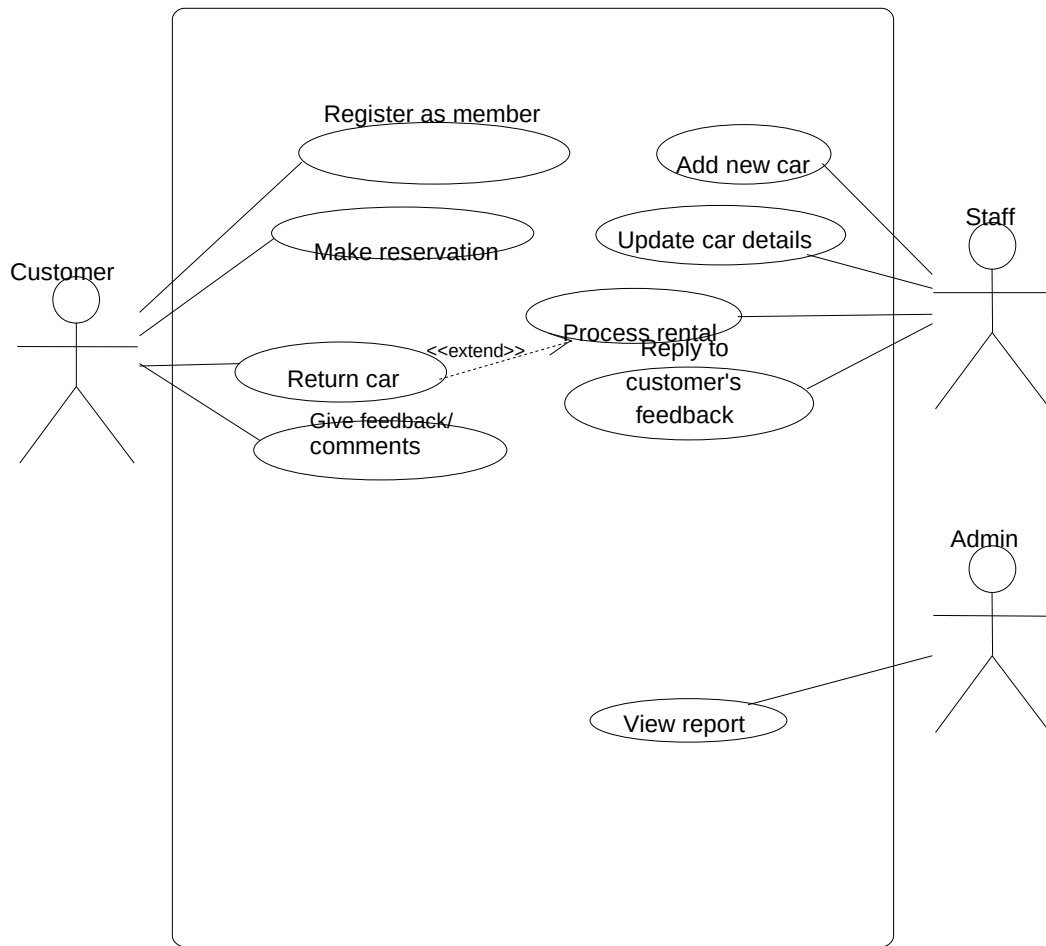 Register as member
Add new car
Staff
Make reservation
Update car details
Customer
Process rental
<<extend>>
Return car
Reply to
customer's
feedback
Give feedback/
comments
Admin
View report